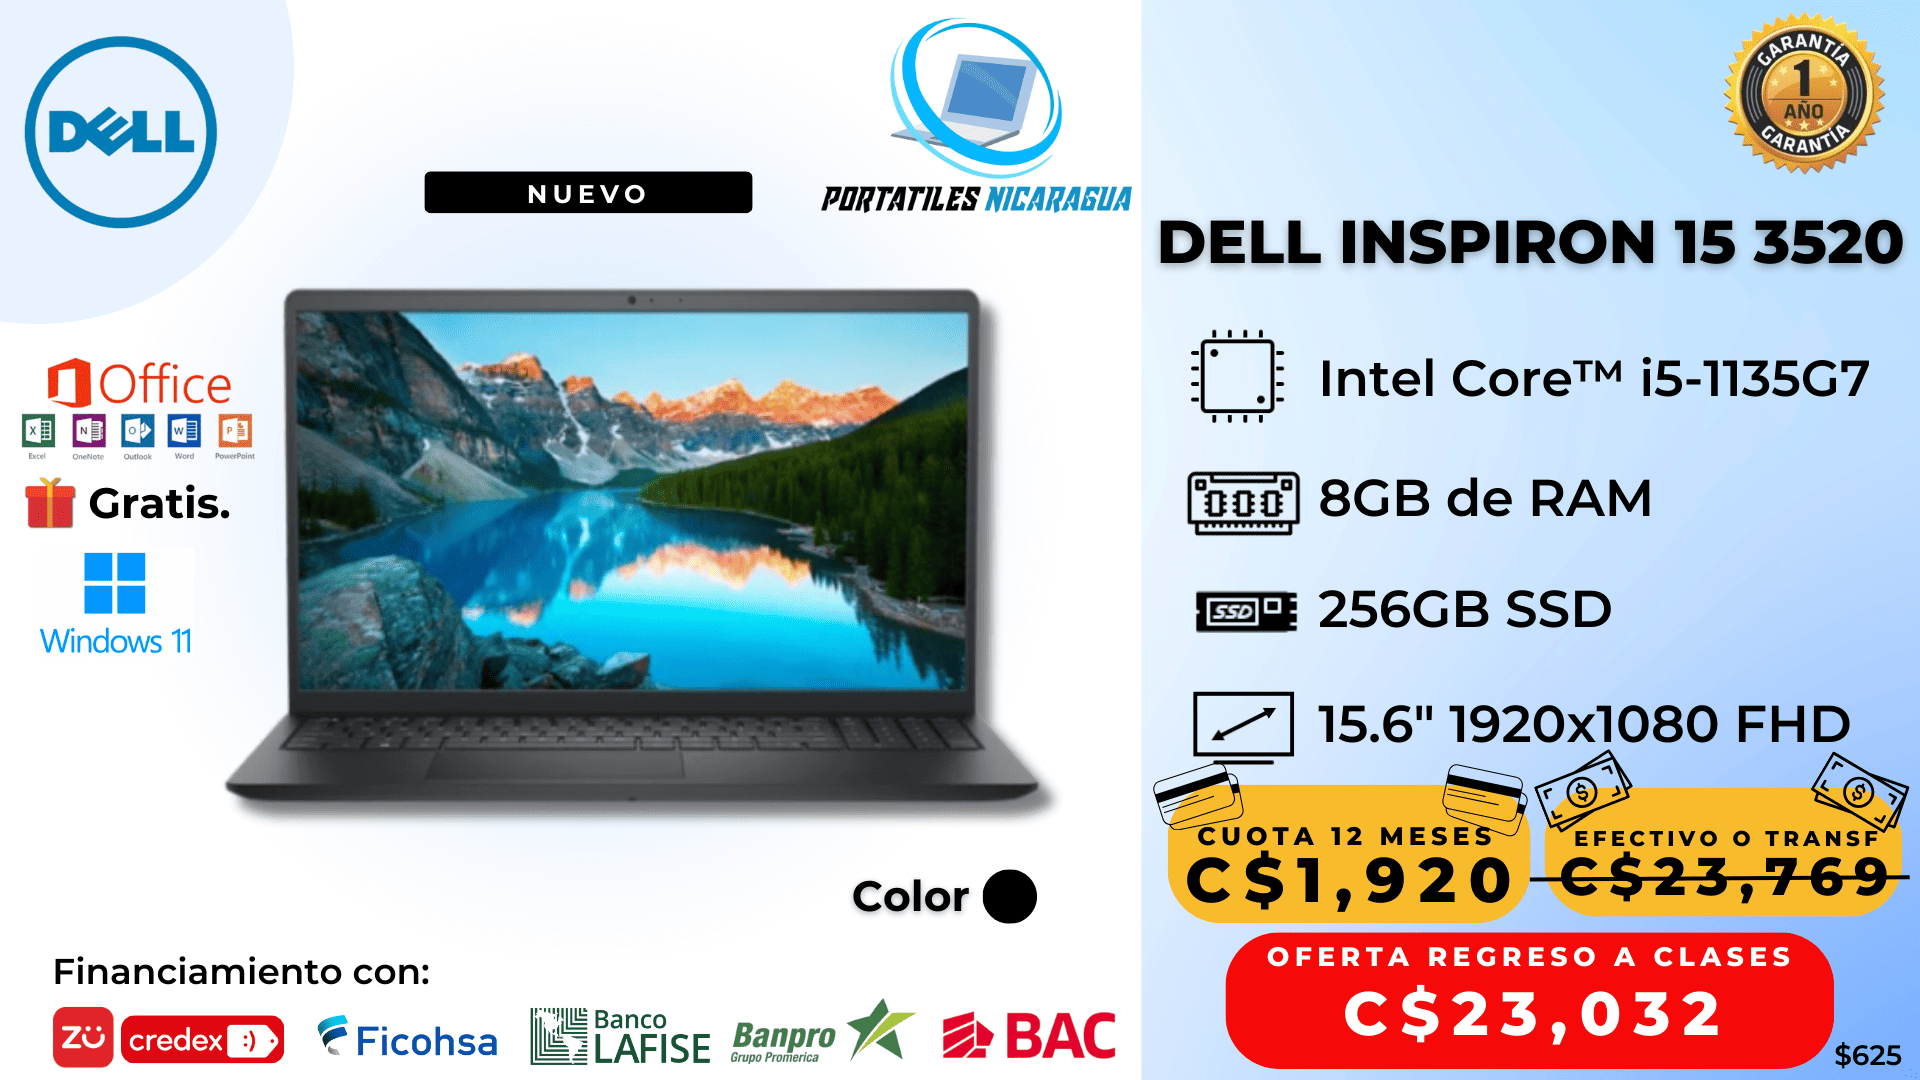 DELL
NUEVO
PORTATILES NICARAGUA
GARANTÍA
1
AÑO
GARANTÍA
DELL INSPIRON 15 3520
Office
Excel
OneNote
Outlook
Word
PowerPoint
Gratis.
Windows 11
Intel Core™ i5-1135G7
8GB de RAM
SSD
256GB SSD
15.6" 1920x1080 FHD
CUOTA 12 MESES
C$1,920
EFECTIVO O TRANSF
C$23,769
Color
OFERTA REGRESO A CLASES
C$23,032
$625
Financiamiento con:
zü
credex :)
Ficohsa
Banco
LAFISE
Banpro
Grupo Promerica
BAC